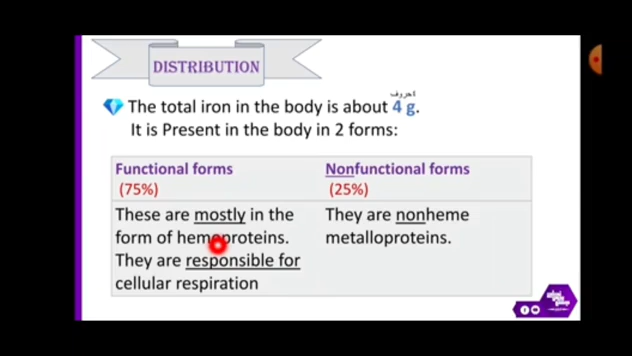 DISTRIBUTION
٤حروف
The total iron in the body is about 4 g.
It is Present in the body in 2 forms:
Functional forms
(75%)
Nonfunctional forms
(25%)
These are mostly in the
form of hemoproteins.
They are responsible for
cellular respiration
They are nonheme
metalloproteins.